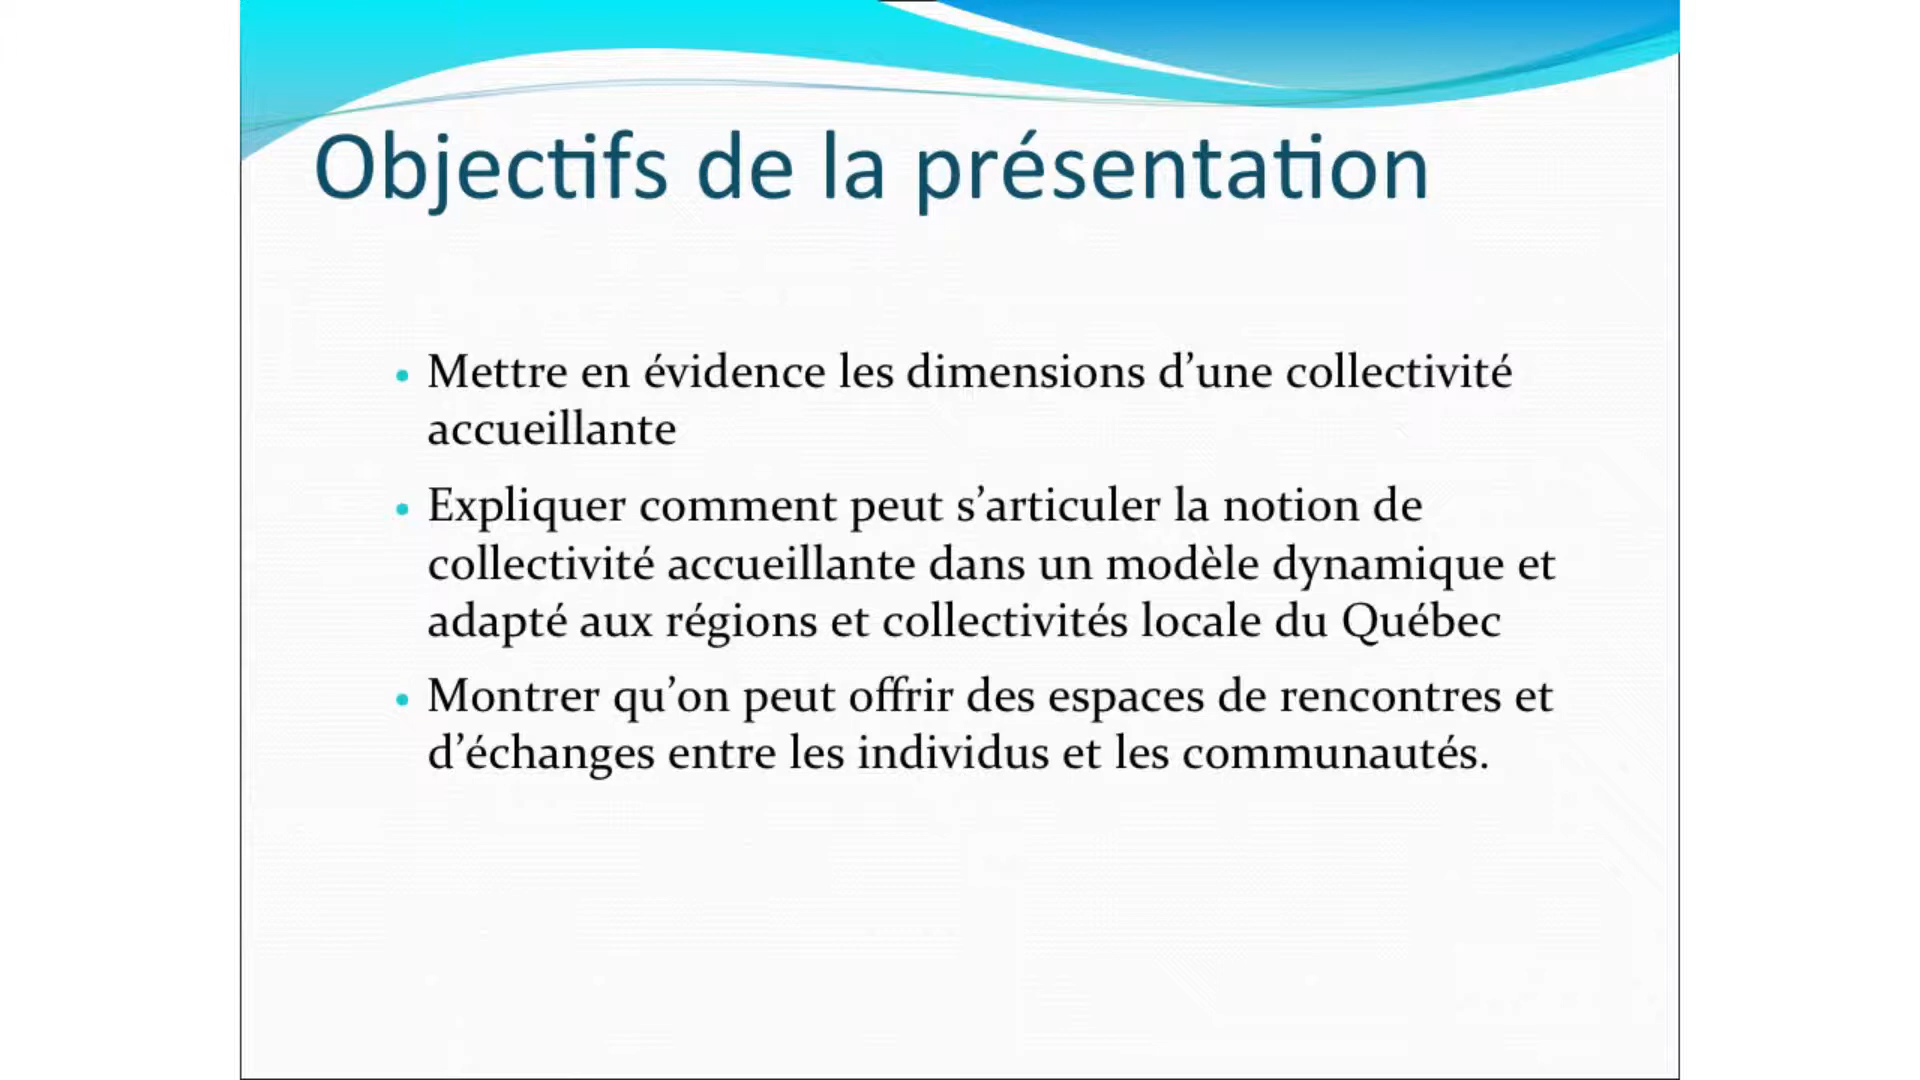 Objectifs de la présentation
• Mettre en évidence les dimensions d’une collectivité
accueillante
• Expliquer comment peut s’articuler la notion de
collectivité accueillante dans un modèle dynamique et
adapté aux régions et collectivités locale du Québec
• Montrer qu’on peut offrir des espaces de rencontres et
d’échanges entre les individus et les communautés.